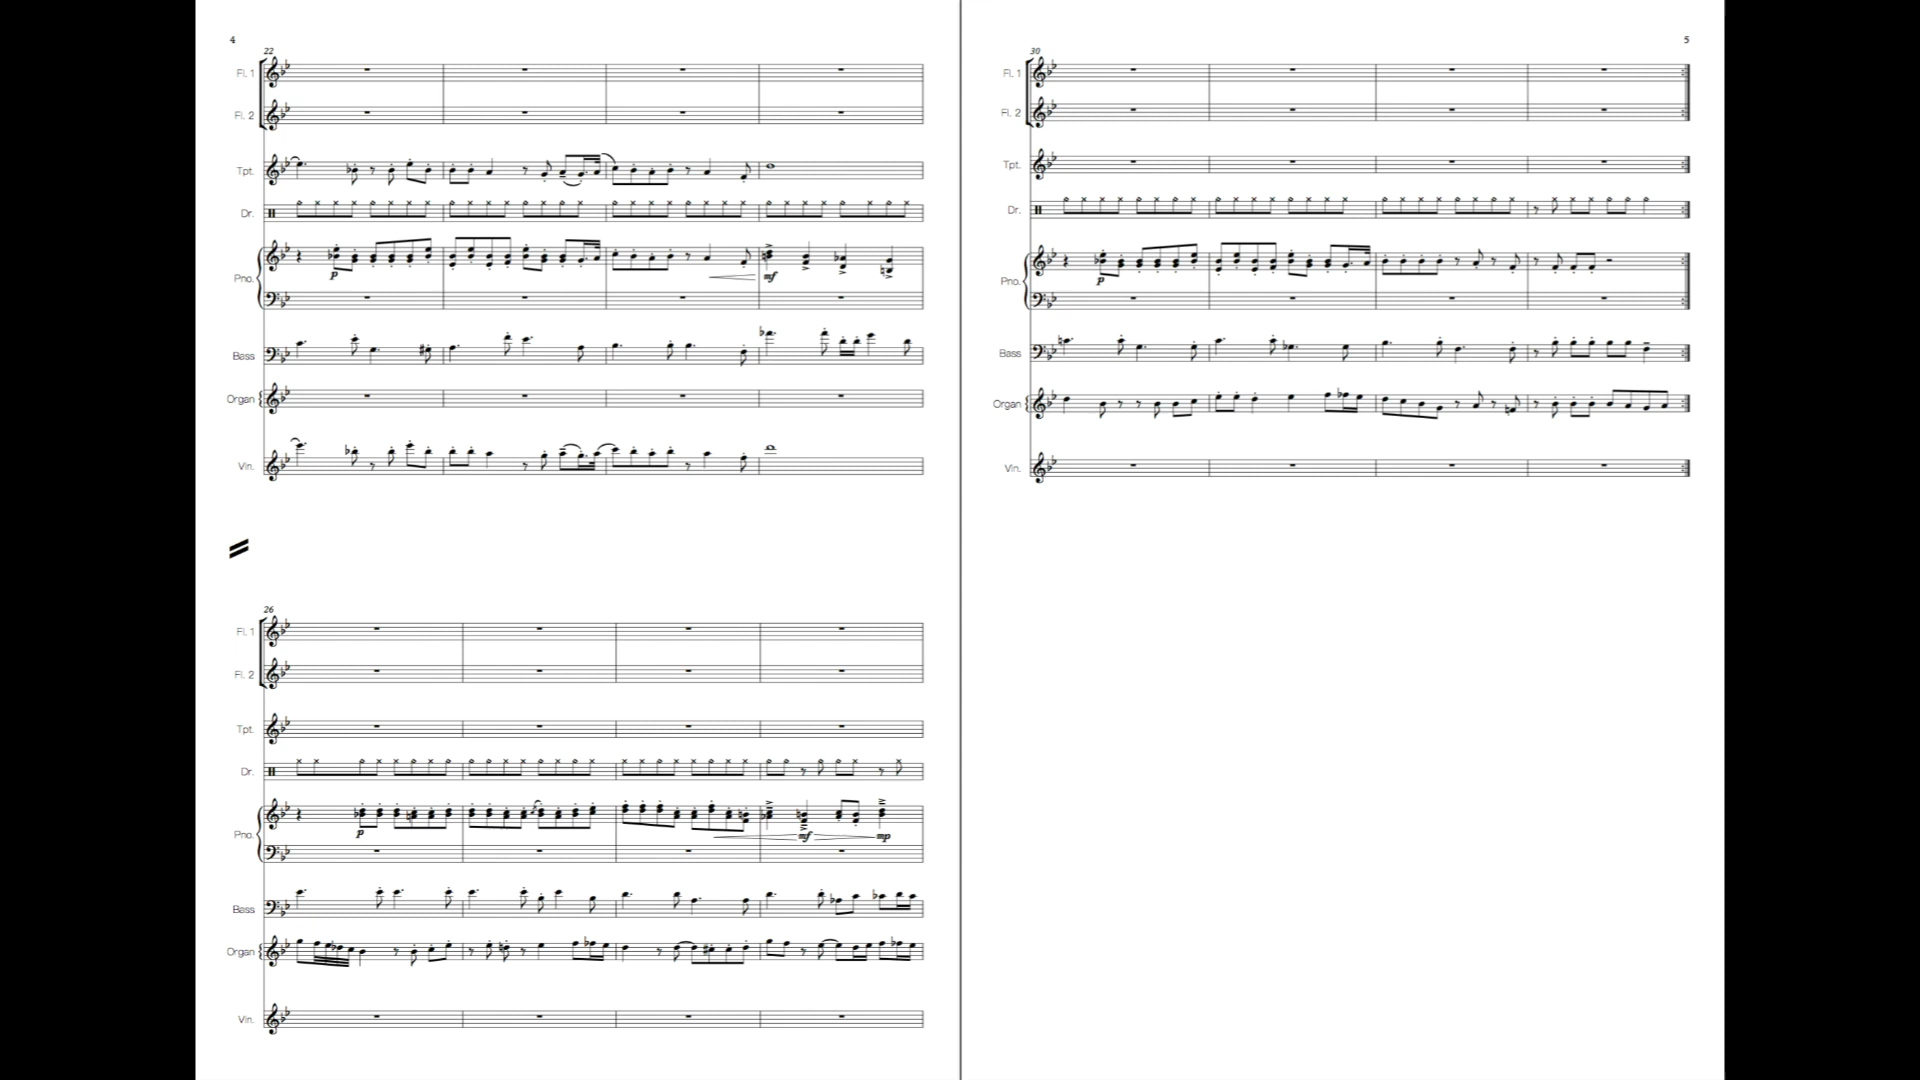 4
22
Fl. 1
Fl. 2
Tpt.
Dr.
Pno.
p
mf
Bass
Organ
Vln.
26
Fl. 1
Fl. 2
Tpt.
Dr.
Pno.
p
mf
mp
Bass
Organ
Vln.
5
30
Fl. 1
Fl. 2
Tpt.
Dr.
Pno.
p
Bass
Organ
Vln.